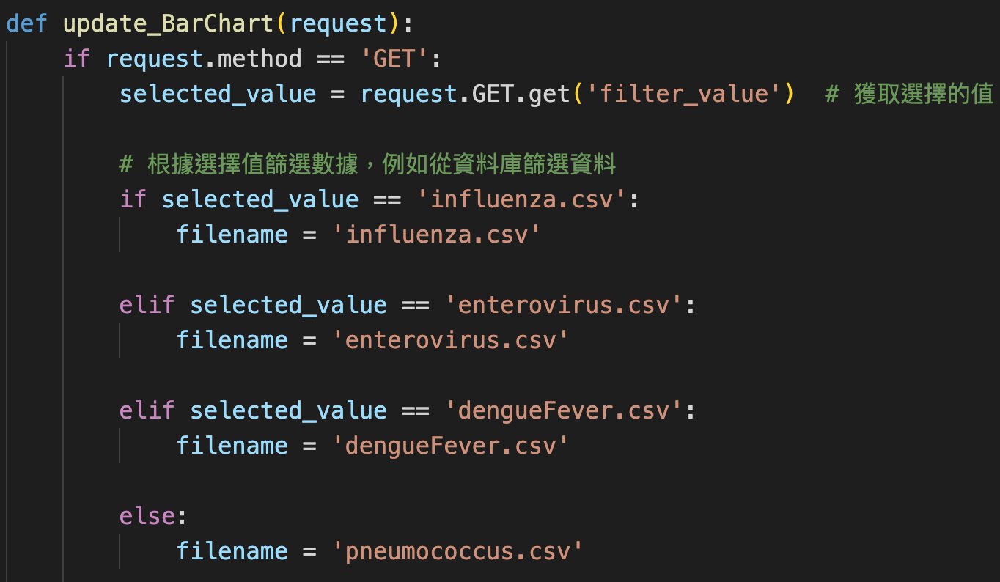 def update_BarChart(request):
    if request.method == 'GET':
        selected_value = request.GET.get('filter_value')  # 獲取選擇的值

        # 根據選擇值篩選數據，例如從資料庫篩選資料
        if selected_value == 'influenza.csv':
            filename = 'influenza.csv'

        elif selected_value == 'enterovirus.csv':
            filename = 'enterovirus.csv'

        elif selected_value == 'dengueFever.csv':
            filename = 'dengueFever.csv'

        else:
            filename = 'pneumococcus.csv'